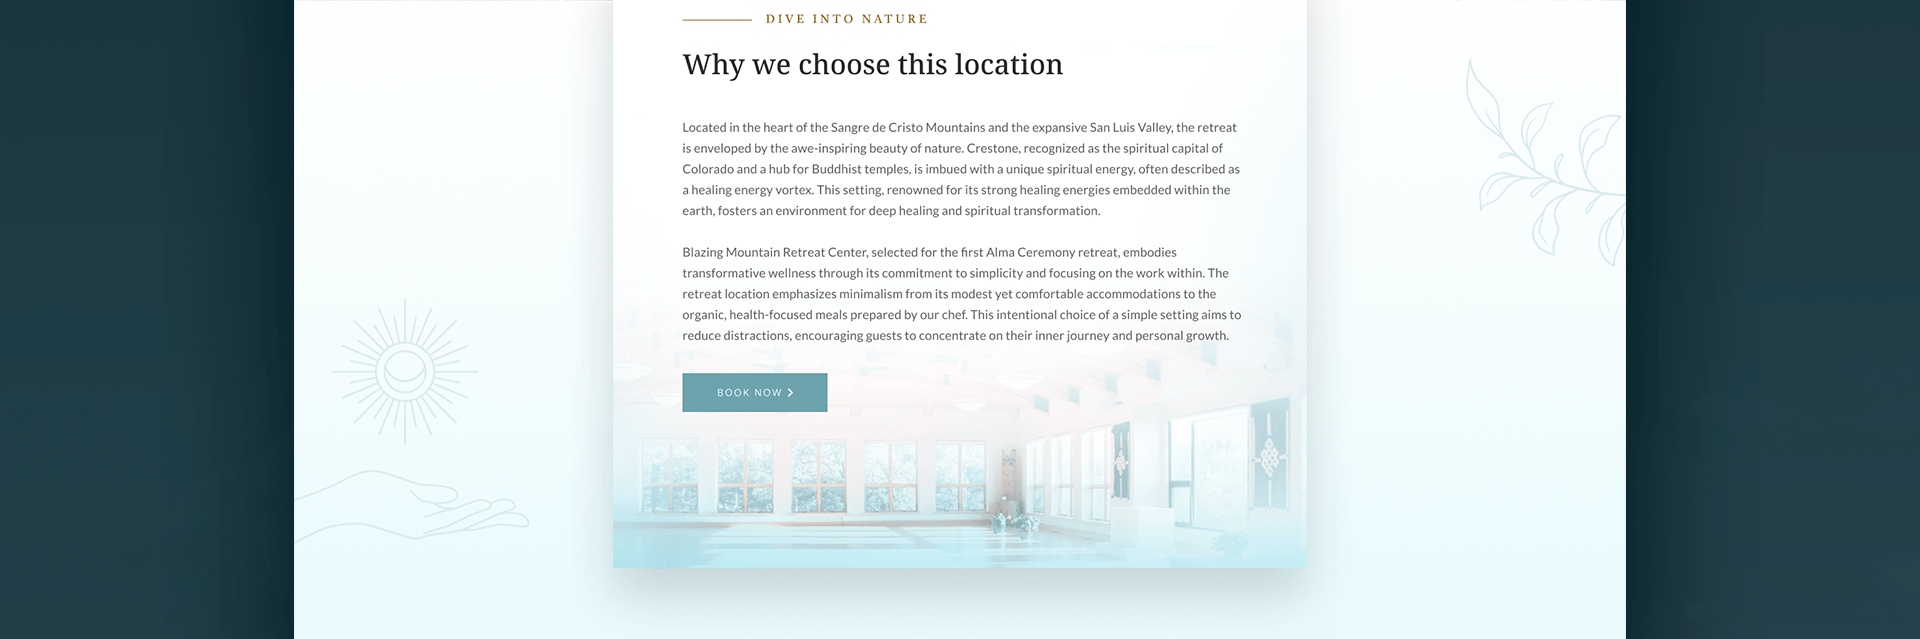 DIVE INTO NATURE
Why we choose this location
Located in the heart of the Sangre de Cristo Mountains and the expansive San Luis Valley, the retreat
is enveloped by the awe-inspiring beauty of nature. Crestone, recognized as the spiritual capital of
Colorado and a hub for Buddhist temples, is imbued with a unique spiritual energy, often described as
a healing energy vortex. This setting, renowned for its strong healing energies embedded within the
earth, fosters an environment for deep healing and spiritual transformation.
Blazing Mountain Retreat Center, selected for the first Alma Ceremony retreat, embodies
transformative wellness through its commitment to simplicity and focusing on the work within. The
retreat location emphasizes minimalism from its modest yet comfortable accommodations to the
organic, health-focused meals prepared by our chef. This intentional choice of a simple setting aims to
reduce distractions, encouraging guests to concentrate on their inner journey and personal growth.
BOOK NOW